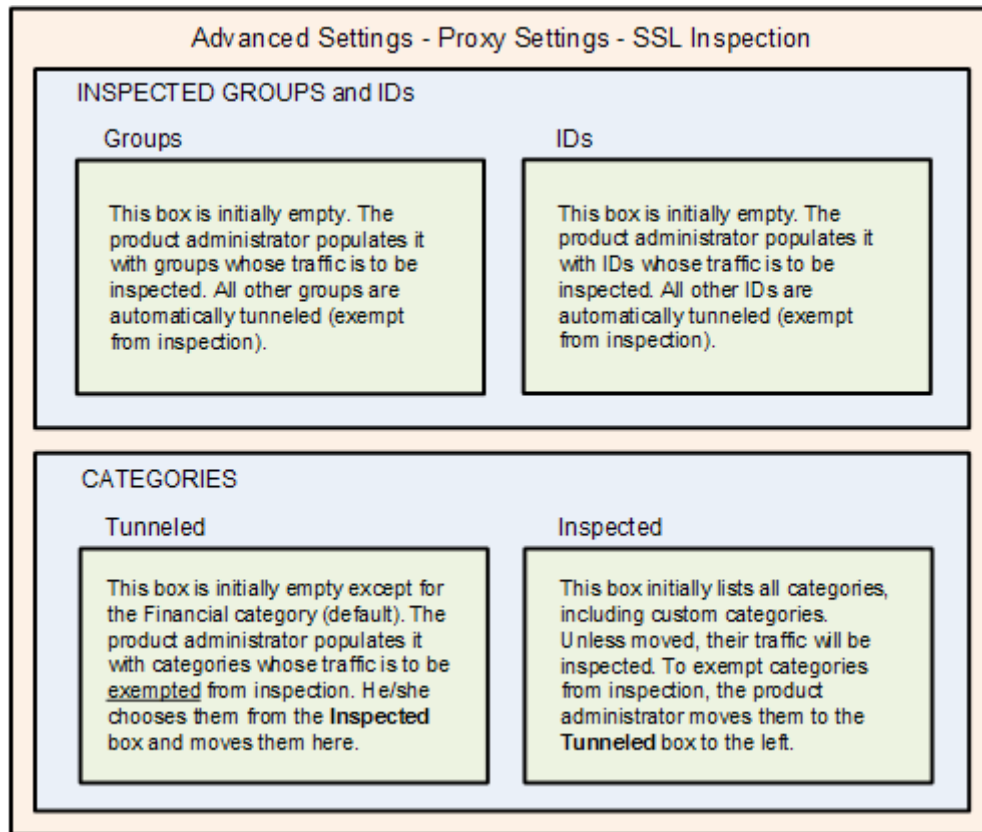 Advanced Settings - Proxy Settings - SSL Inspection
INSPECTED GROUPS and IDs
Groups
This box is initially empty. The
product administrator populates it
with groups whose traffic is to be
inspected. All other groups are
automatically tunneled (exempt
from inspection).
IDs
This box is initially empty. The
product administrator populates it
with IDs whose traffic is to be
inspected. All other IDs are
automatically tunneled (exempt
from inspection).
CATEGORIES
Tunneled
This box is initially empty except for
the Financial category (default). The
product administrator populates it
with categories whose traffic is to be
exempted from inspection. He/she
chooses them from the Inspected
box and moves them here.
Inspected
This box initially lists all categories,
including custom categories.
Unless moved, their traffic will be
inspected. To exempt categories
from inspection, the product
administrator moves them to the
Tunneled box to the left.